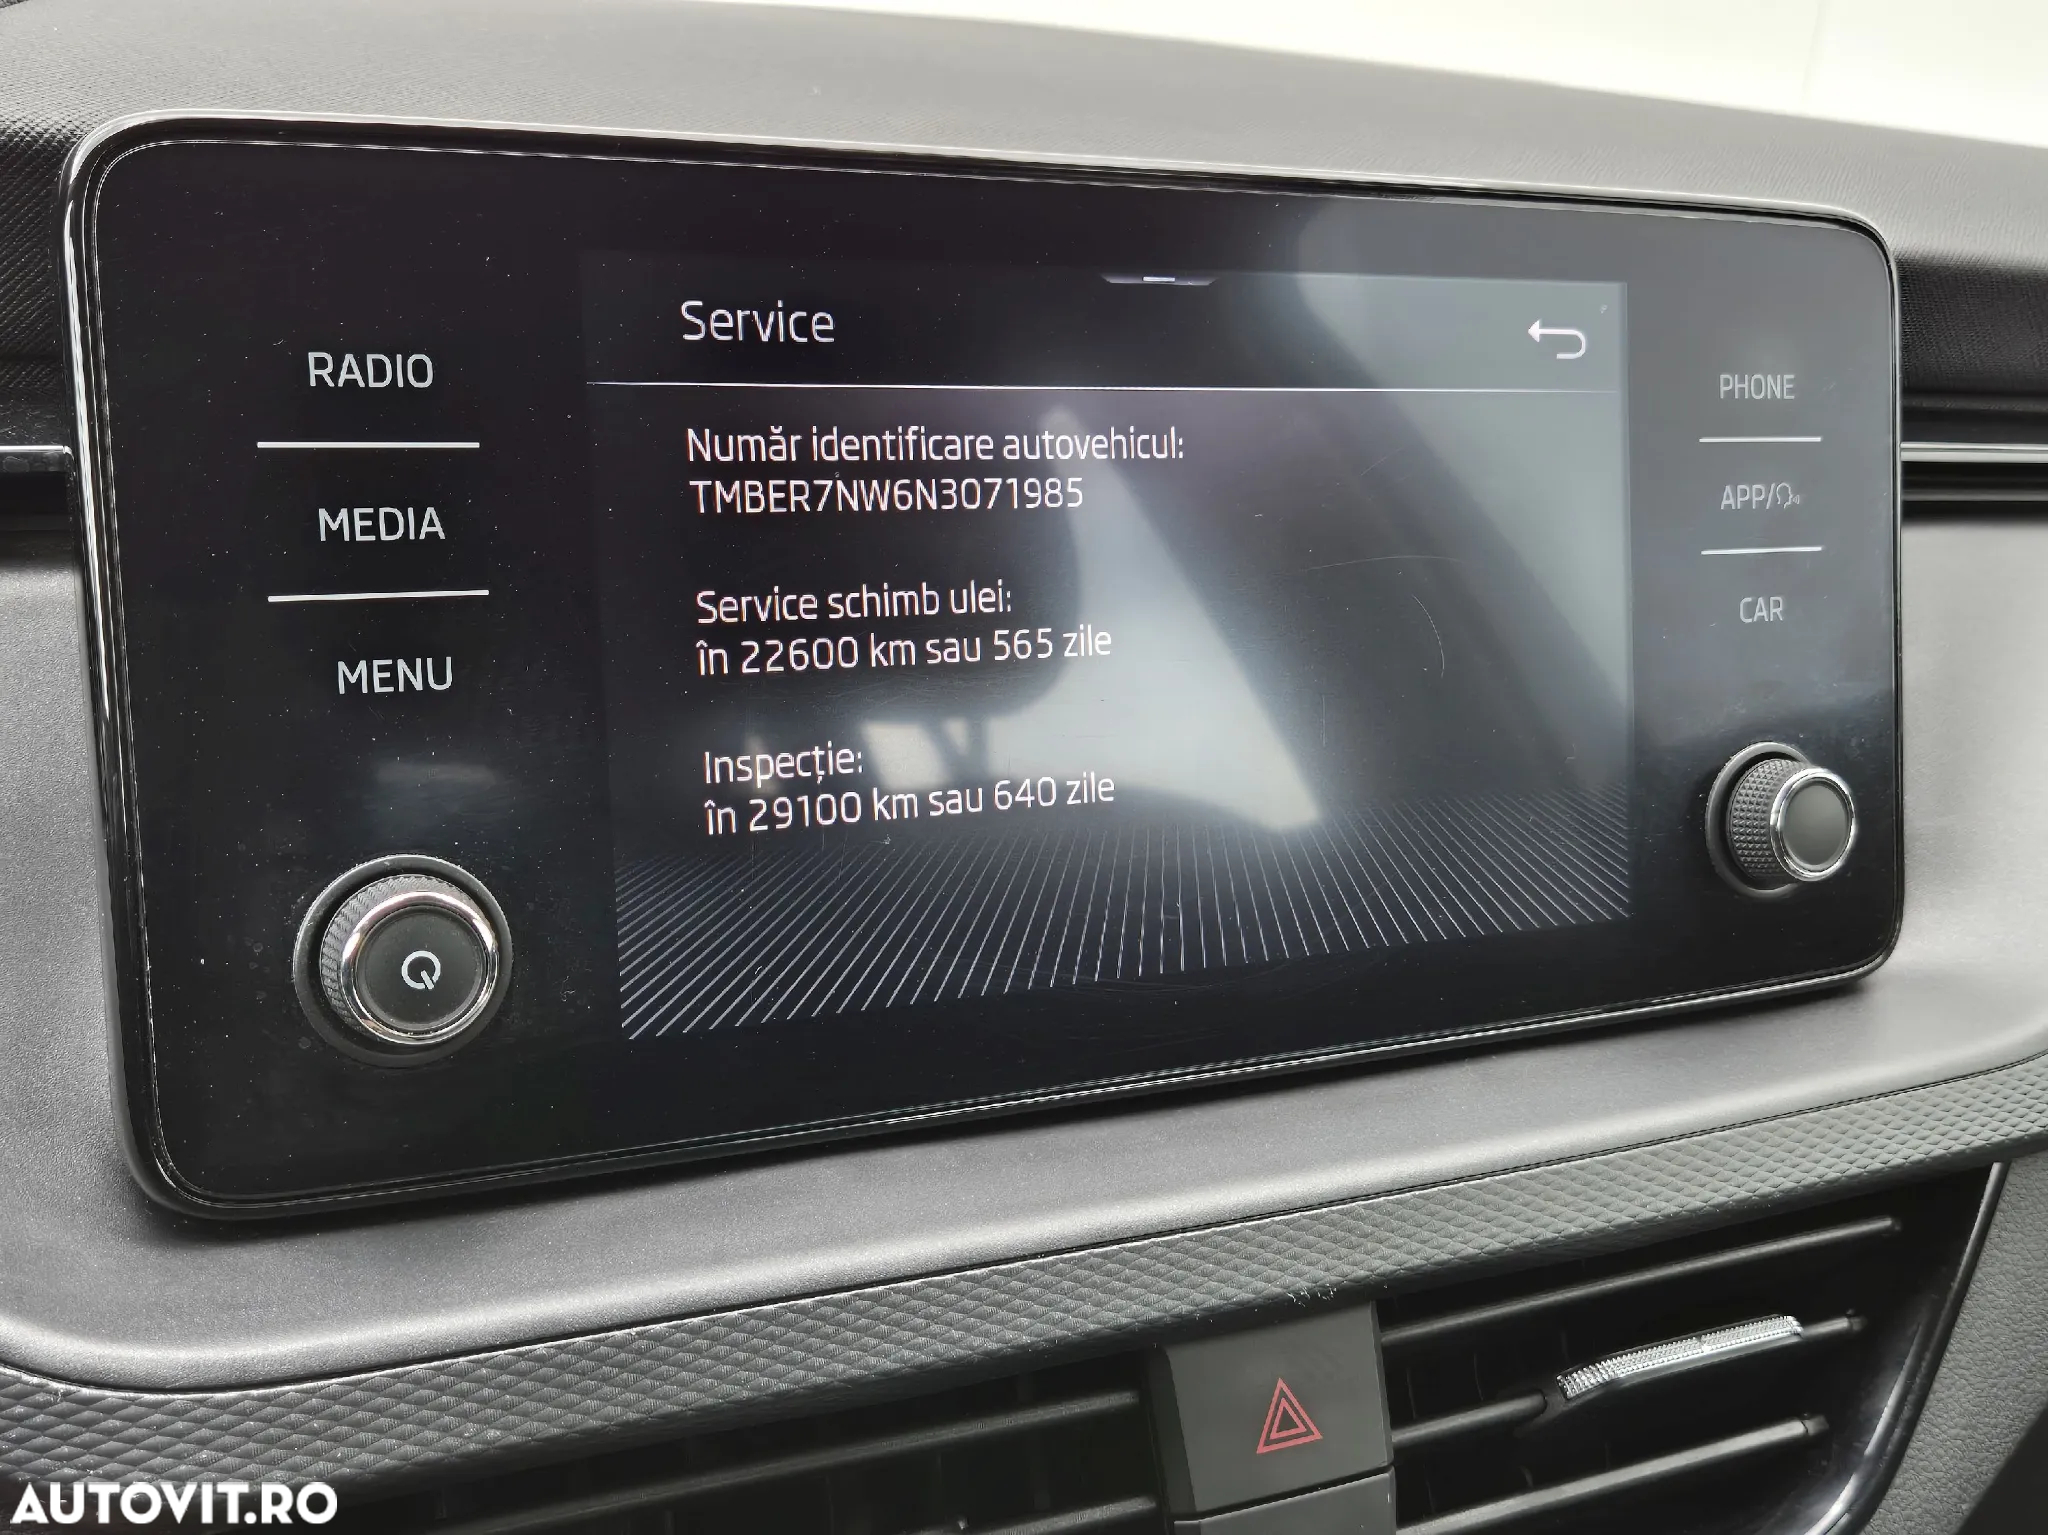 Service
RADIO
MEDIA
MENU
Număr identificare autovehicul:
TMBER7NW6N3071985
Service schimb ulei:
în 22600 km sau 565 zile
Inspecție:
în 29100 km sau 640 zile
PHONE
APP/
CAR
AUTOVIT.RO